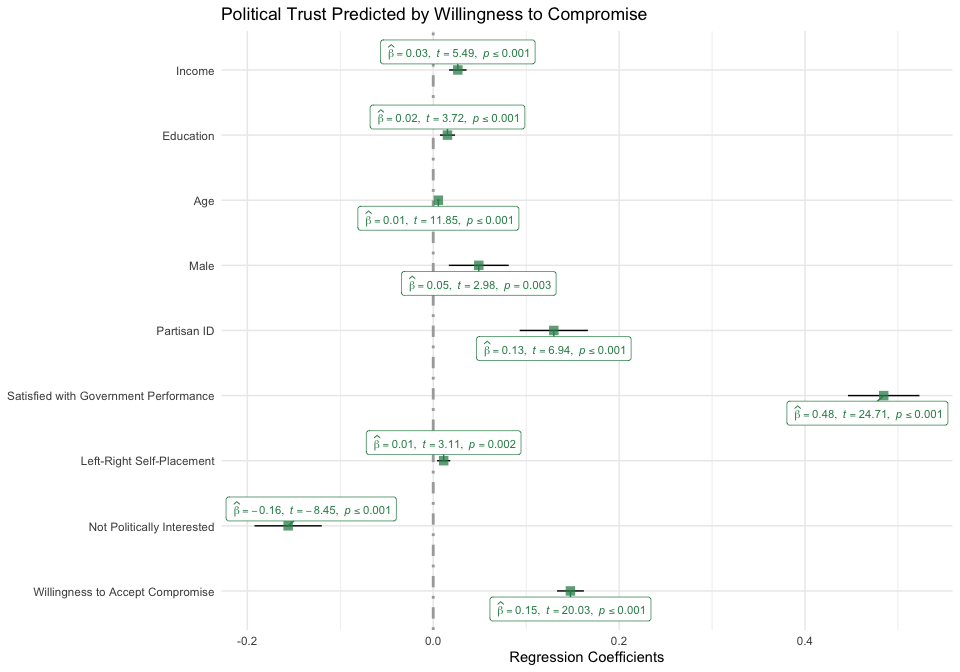 Political Trust Predicted by Willingness to Compromise
Income
β̂ = 0.03, t = 5.49, p ≤ 0.001
Education
β̂ = 0.02, t = 3.72, p ≤ 0.001
Age
β̂ = 0.01, t = 11.85, p ≤ 0.001
Male
β̂ = 0.05, t = 2.98, p = 0.003
Partisan ID
β̂ = 0.13, t = 6.94, p ≤ 0.001
Satisfied with Government Performance
β̂ = 0.48, t = 24.71, p ≤ 0.001
Left-Right Self-Placement
β̂ = 0.01, t = 3.11, p = 0.002
Not Politically Interested
β̂ = −0.16, t = −8.45, p ≤ 0.001
Willingness to Accept Compromise
β̂ = 0.15, t = 20.03, p ≤ 0.001
-0.2 0.0 0.2 0.4
Regression Coefficients